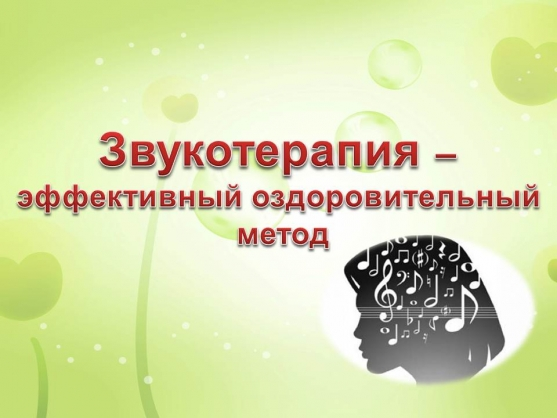 Звукотерапия –
эффективный оздоровительный
метод